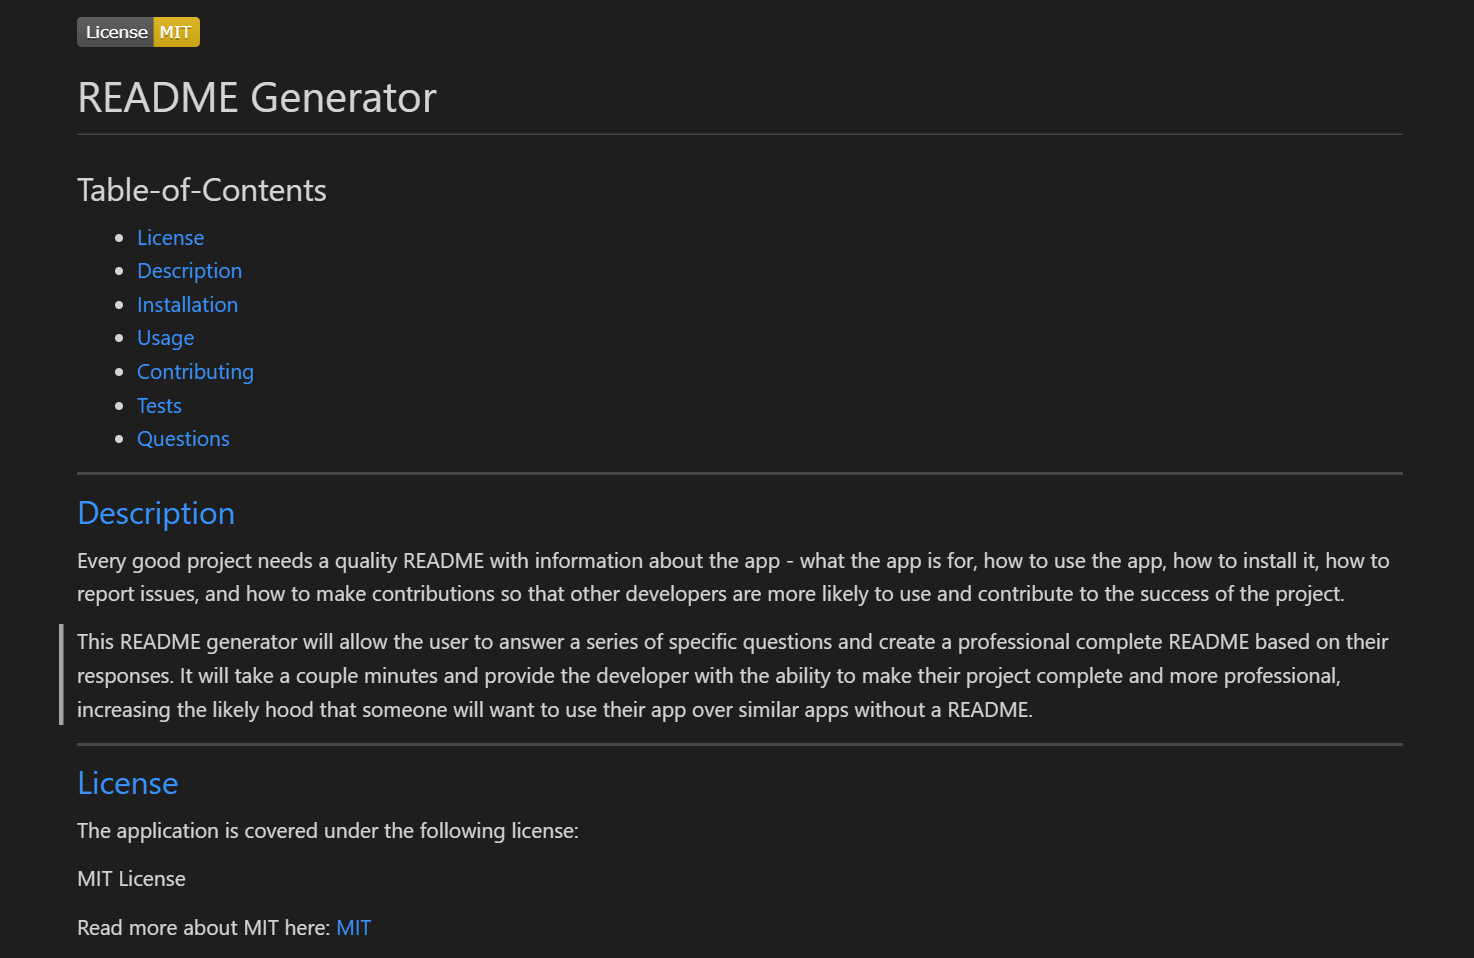 License MIT
README Generator
Table-of-Contents
License
Description
Installation
Usage
Contributing
Tests
Questions
Description
Every good project needs a quality README with information about the app - what the app is for, how to use the app, how to install it, how to
report issues, and how to make contributions so that other developers are more likely to use and contribute to the success of the project.
This README generator will allow the user to answer a series of specific questions and create a professional complete README based on their
responses. It will take a couple minutes and provide the developer with the ability to make their project complete and more professional,
increasing the likely hood that someone will want to use their app over similar apps without a README.
License
The application is covered under the following license:
MIT License
Read more about MIT here: MIT